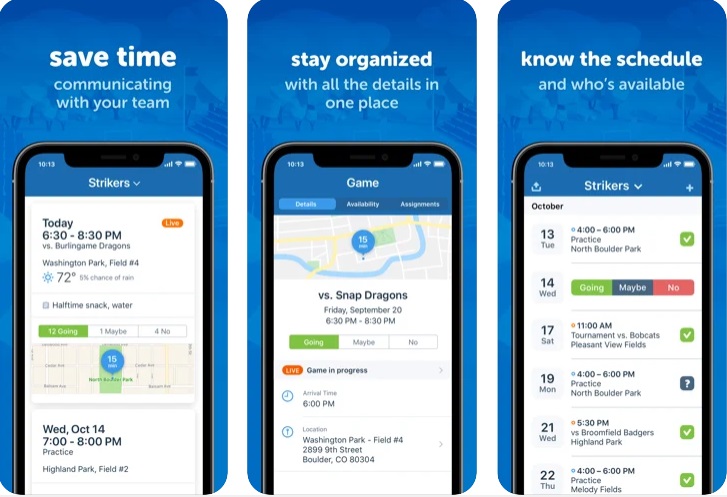 save time
communicating
with your team
10:13
Strikers
Today
Live
6:30 - 8:30 PM
vs. Burlingame Dragons
Washington Park, Field #4
72° 5% chance of rain
Halftime snack, water
12 Going 1 Maybe 4 No
15
North Boulder Park
Wed, Oct 14
7:00 - 8:00 PM
Practice
Highland Park, Field #2
stay organized
with all the details in
one place
10:13
Game
Details Availability Assignments
15
vs. Snap Dragons
Friday, September 20
6:30 PM - 8:30 PM
Going Maybe No
LIVE Game in progress
Arrival Time
6:00 PM
Location
Washington Park - Field #4
2899 9th Street
Boulder, CO 80304
know the schedule
and who's available
10:13
Strikers
October
13
Tue
4:00 – 6:00 PM
Practice
North Boulder Park
14
Wed
Going Maybe No
17
Sat
11:00 AM
Tournament vs. Bobcats
Pleasant View Fields
19
Mon
4:00 – 6:00 PM
Practice
North Boulder Park
?
21
Wed
5:30 PM
vs Broomfield Badgers
Highland Park
22
Thu
4:00 – 6:00 PM
Practice
Melody Fields